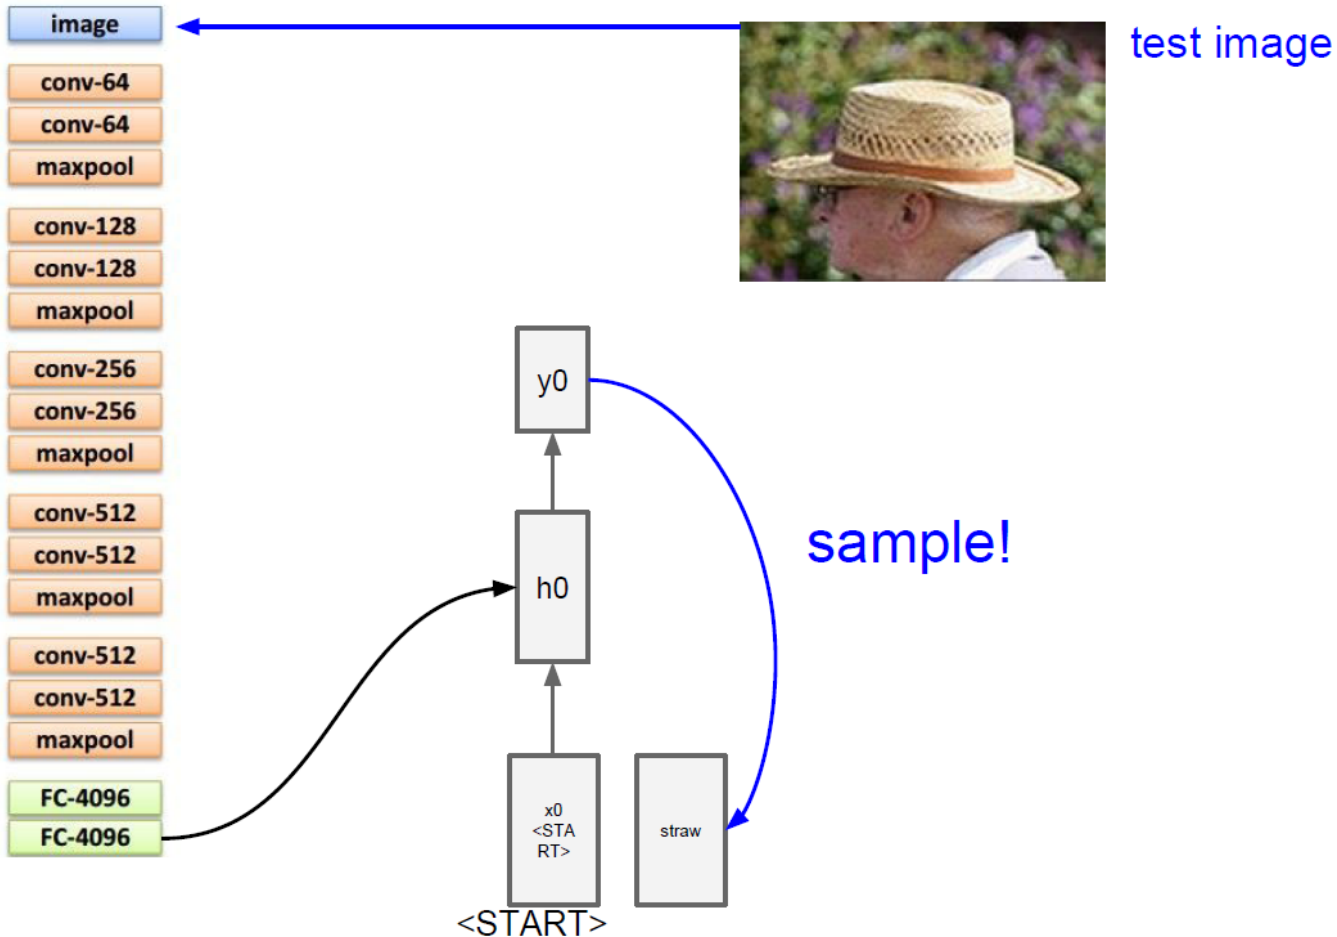 image
test image
conv-64
conv-64
maxpool
conv-128
conv-128
maxpool
conv-256
conv-256
maxpool
conv-512
conv-512
maxpool
conv-512
conv-512
maxpool
FC-4096
FC-4096
y0
sample!
h0
x0
<STA
RT>
straw
<START>